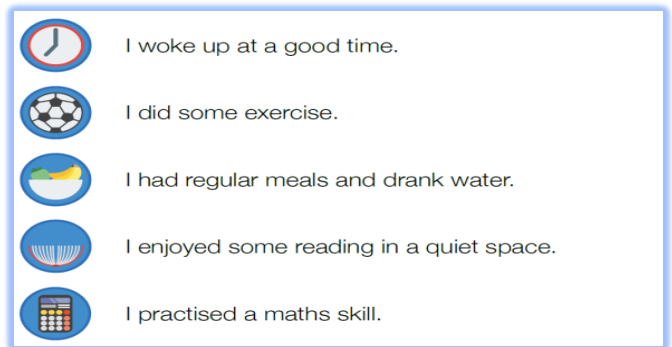 I woke up at a good time.
I did some exercise.
I had regular meals and drank water.
I enjoyed some reading in a quiet space.
I practised a maths skill.